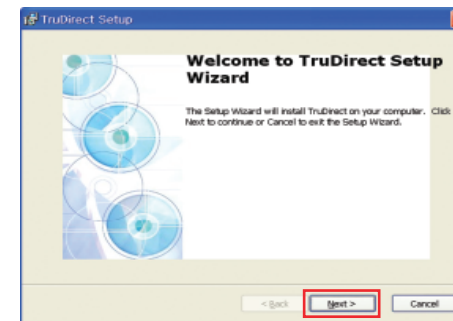 TruDirect Setup
Welcome to TruDirect Setup
Wizard
The Setup Wizard will install TruDirect on your computer. Click
Next to continue or Cancel to exit the Setup Wizard.
< Back
Next >
Cancel